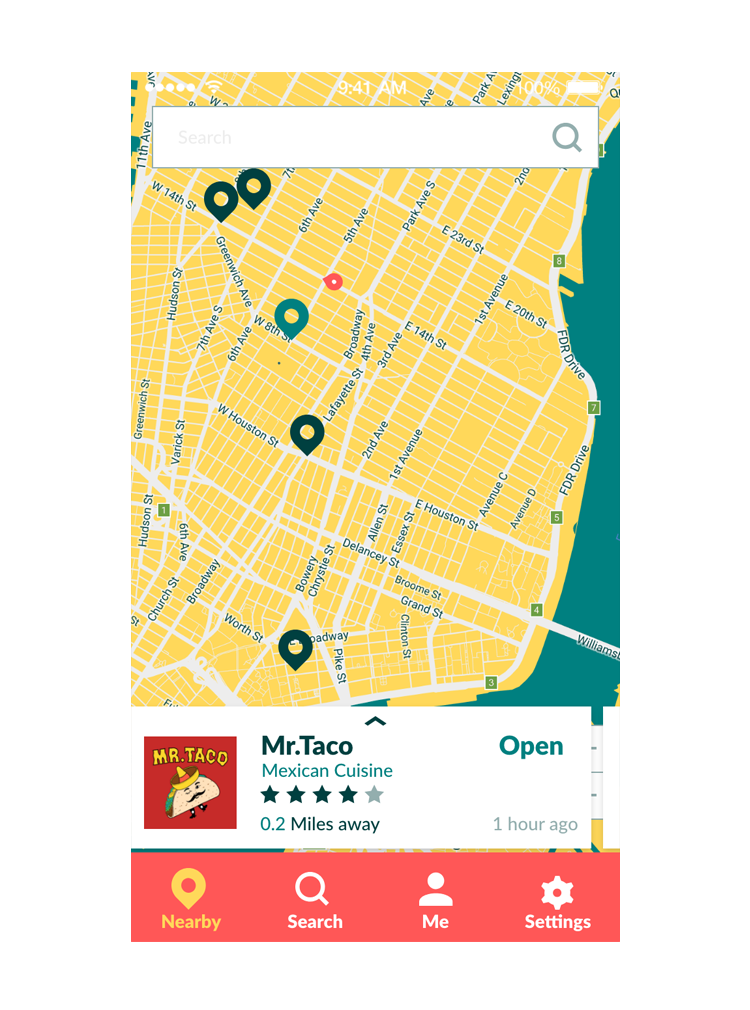 9:41 AM
100%
Park A
Lexing
Ave
W 2
11th Ave
Search
W 14th St
7t
6th Ave
5th Ave
Park Ave S
2nd
E 23rd St
8
Greenwich Ave
Hudson St
7th Ave S
6th Ave
W 8th St
Broadway
4th Ave
3rd Ave
E 14th St
1st Avenue
E 20th St
FDR Drive
Lafayette St
7
Greenwich St
Varick St
W Houston St
2nd Ave
1st Avenue
FDR Drive
Avenue C
Avenue D
1
Hudson St
6th Ave
Allen St
Essex St
E Houston St
5
Delancey St
Bowery
Chrystie St
Broadway
Church St
Broome St
Grand St
4
Worth St
E Broadway
Clinton St
Pike St
Williamsb
St
3
Mr.Taco
Open
MR.TACO
Mexican Cuisine
0.2 Miles away
1 hour ago
Nearby
Search
Me
Settings